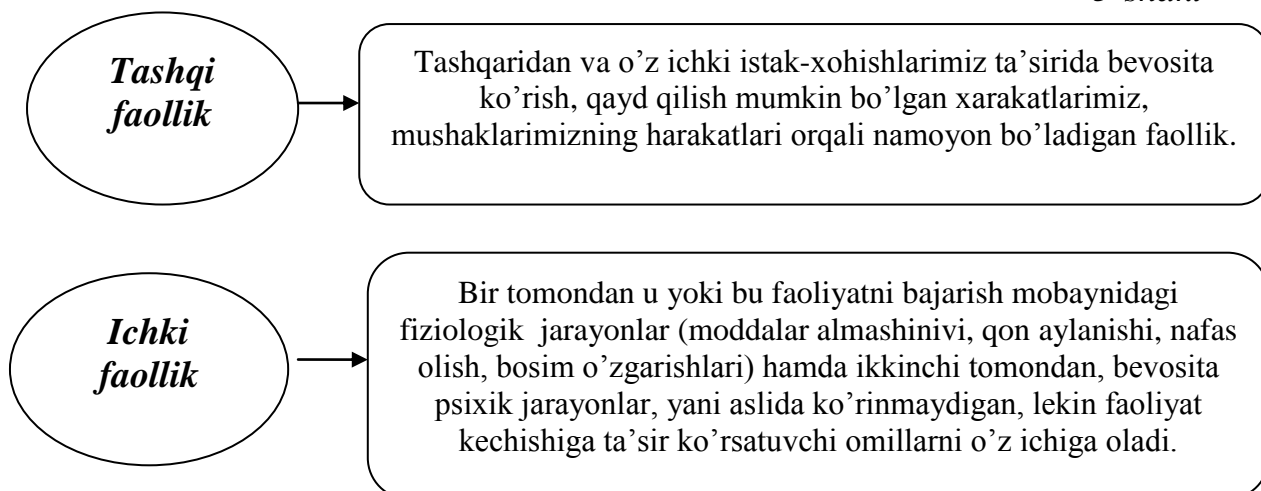 Tashqi
faollik
Tashqaridan va o’z ichki istak-xohishlarimiz ta’sirida bevosita
ko’rish, qayd qilish mumkin bo’lgan xarakatlarimiz,
mushaklarimizning harakatlari orqali namoyon bo’ladigan faollik.
Ichki
faollik
Bir tomondan u yoki bu faoliyatni bajarish mobaynidagi
fiziologik jarayonlar (moddalar almashinivi, qon aylanishi, nafas
olish, bosim o’zgarishlari) hamda ikkinchi tomondan, bevosita
psixik jarayonlar, yani aslida ko’rinmaydigan, lekin faoliyat
kechishiga ta’sir ko’rsatuvchi omillarni o’z ichiga oladi.